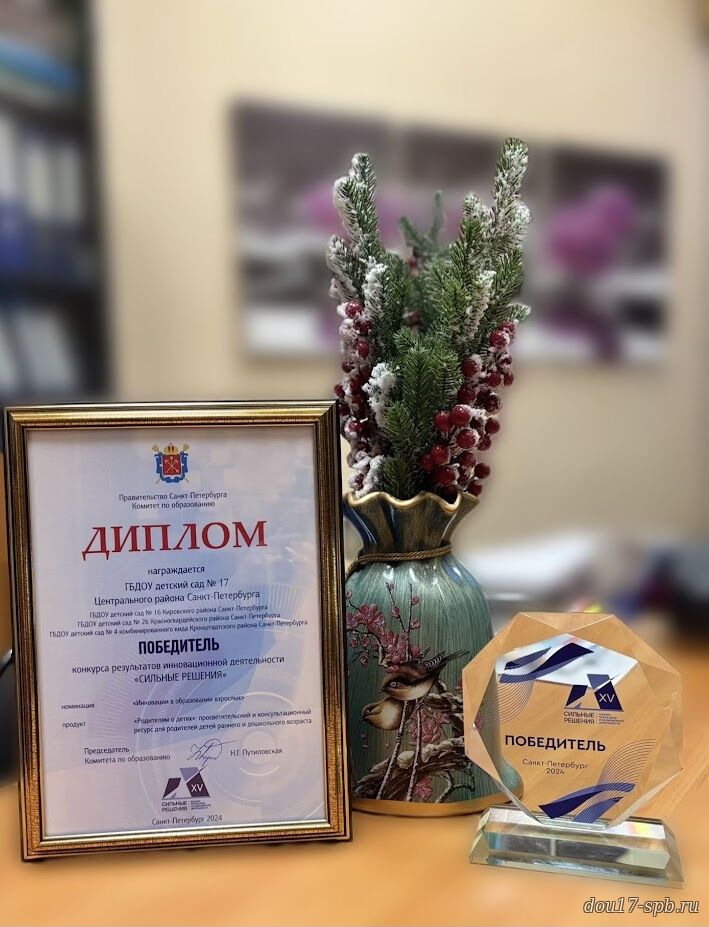 Правительство Санкт-Петербурга
Комитет по образованию
ДИПЛОМ
награждается
ГБДОУ детский сад № 17
Центрального района Санкт-Петербурга
ГБДОУ детский сад № 16 Кировского района Санкт-Петербурга
ГБДОУ детский сад № 26 Красногвардейского района Санкт-Петербурга
ГБДОУ детский сад № 4 комбинированного вида Кронштадтского района Санкт-Петербурга
ПОБЕДИТЕЛЬ
конкурса результатов инновационной деятельности
«СИЛЬНЫЕ РЕШЕНИЯ»
номинация «Инновации в образовании взрослых»
продукт «Родителям о детях»: просветительский и консультационный
ресурс для родителей детей раннего и дошкольного возраста
Председатель
Комитета по образованию Н.Г. Путиловская
XV
СИЛЬНЫЕ
РЕШЕНИЯ
Санкт-Петербург 2024
XV
СИЛЬНЫЕ
РЕШЕНИЯ
ПОБЕДИТЕЛЬ
Санкт-Петербург
2024
dou17-spb.ru